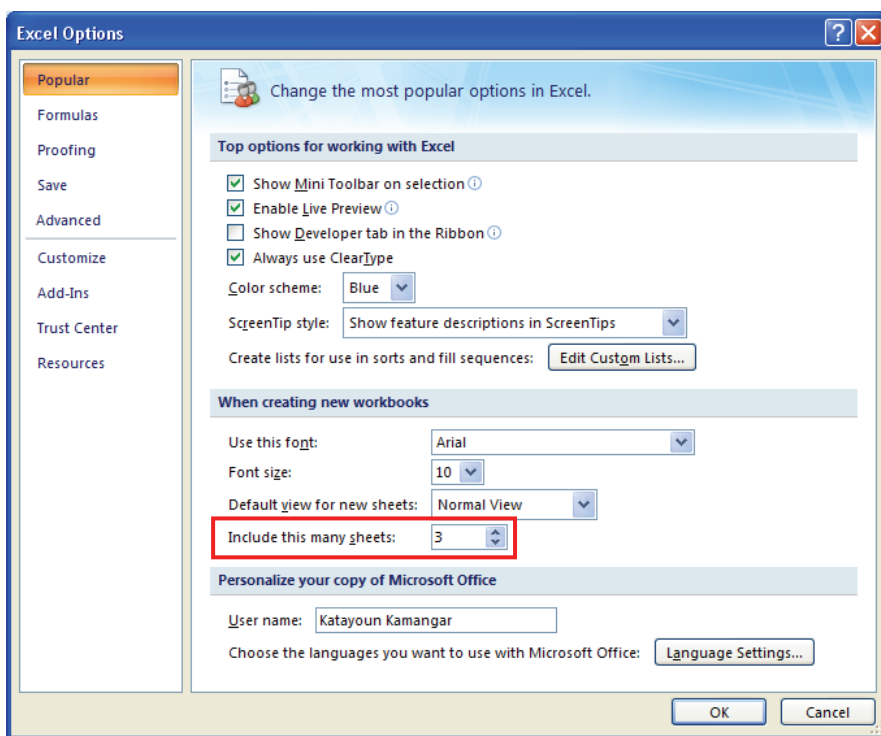 Excel Options
Popular
Formulas
Proofing
Save
Advanced
Customize
Add-Ins
Trust Center
Resources
Change the most popular options in Excel.
Top options for working with Excel
Show Mini Toolbar on selection
Enable Live Preview
Show Developer tab in the Ribbon
Always use ClearType
Color scheme: Blue
ScreenTip style: Show feature descriptions in ScreenTips
Create lists for use in sorts and fill sequences: Edit Custom Lists...
When creating new workbooks
Use this font: Arial
Font size: 10
Default view for new sheets: Normal View
Include this many sheets: 3
Personalize your copy of Microsoft Office
User name: Katayoun Kamangar
Choose the languages you want to use with Microsoft Office: Language Settings...
OK Cancel